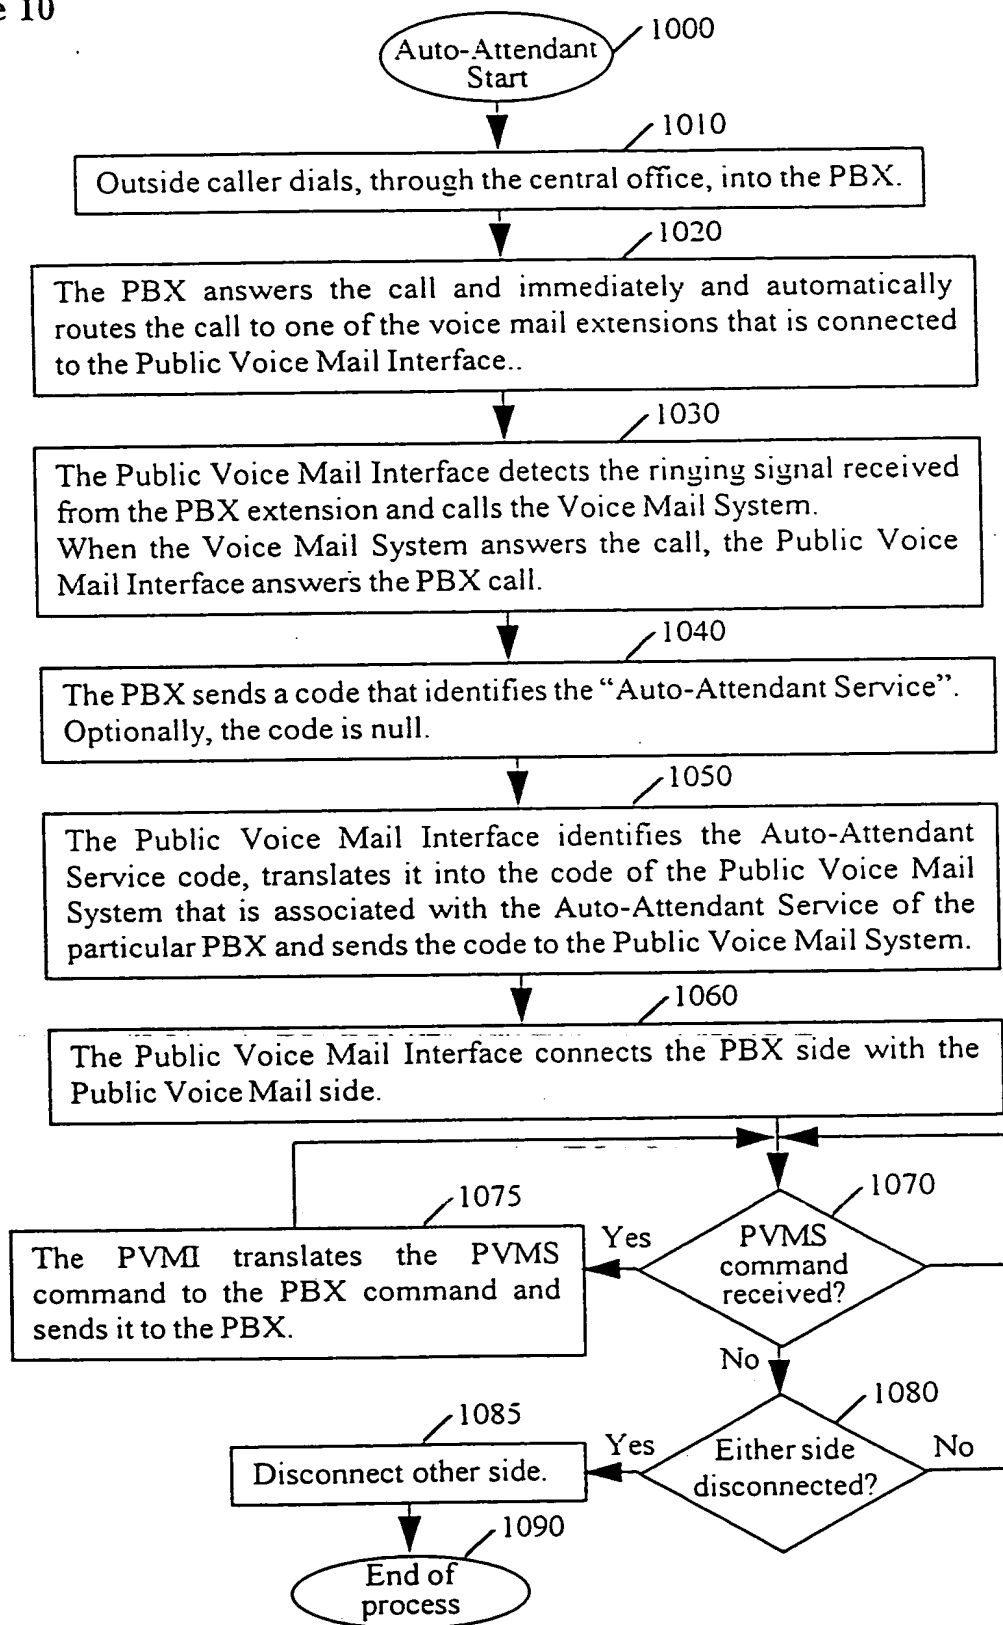 e 10
1000
Auto-Attendant
Start
1010
Outside caller dials, through the central office, into the PBX.
1020
The PBX answers the call and immediately and automatically
routes the call to one of the voice mail extensions that is connected
to the Public Voice Mail Interface..
1030
The Public Voice Mail Interface detects the ringing signal received
from the PBX extension and calls the Voice Mail System.
When the Voice Mail System answers the call, the Public Voice
Mail Interface answers the PBX call.
1040
The PBX sends a code that identifies the “Auto-Attendant Service”.
Optionally, the code is null.
1050
The Public Voice Mail Interface identifies the Auto-Attendant
Service code, translates it into the code of the Public Voice Mail
System that is associated with the Auto-Attendant Service of the
particular PBX and sends the code to the Public Voice Mail System.
1060
The Public Voice Mail Interface connects the PBX side with the
Public Voice Mail side.
1070
PVMS
command
received?
Yes
1075
The PVMI translates the PVMS
command to the PBX command and
sends it to the PBX.
No
1080
Either side
disconnected?
No
Yes
1085
Disconnect other side.
1090
End of
process